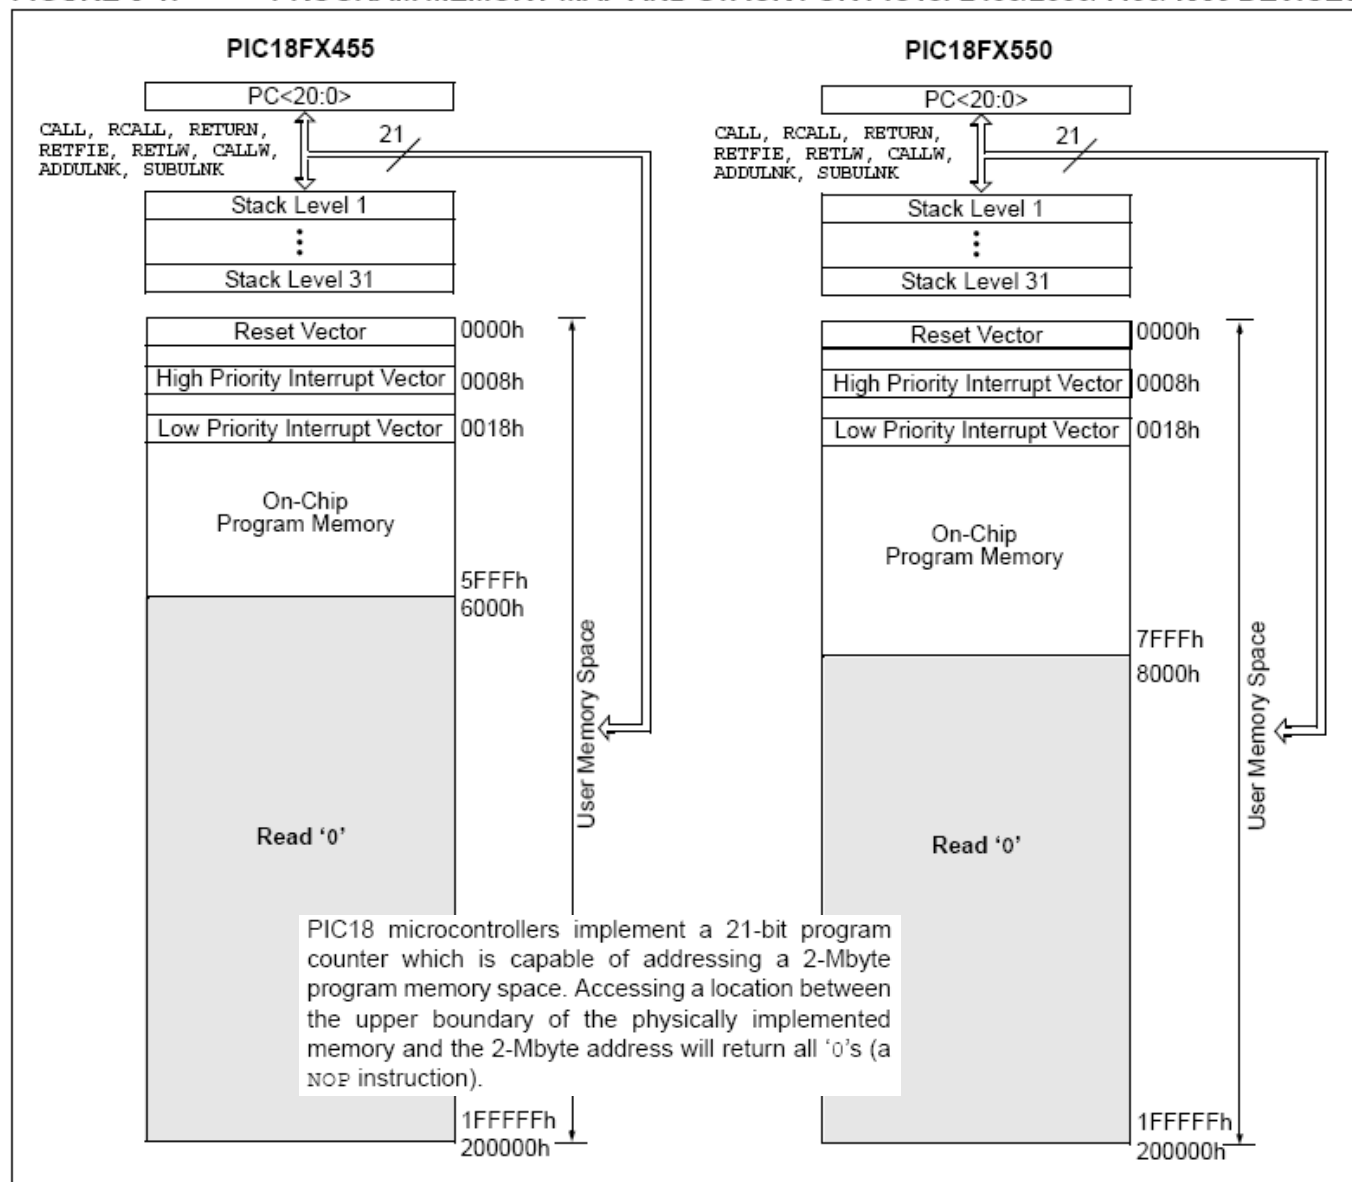 PIC18FX455
PC<20:0>
CALL, RCALL, RETURN,
RETFIE, RETLW, CALLW,
ADDULNK, SUBULNK
21
Stack Level 1
Stack Level 31
Reset Vector
0000h
High Priority Interrupt Vector
0008h
Low Priority Interrupt Vector
0018h
On-Chip
Program Memory
5FFFh
6000h
User Memory Space
Read ‘0’
1FFFFFh
200000h
PIC18FX550
PC<20:0>
CALL, RCALL, RETURN,
RETFIE, RETLW, CALLW,
ADDULNK, SUBULNK
21
Stack Level 1
Stack Level 31
Reset Vector
0000h
High Priority Interrupt Vector
0008h
Low Priority Interrupt Vector
0018h
On-Chip
Program Memory
7FFFh
8000h
User Memory Space
Read ‘0’
1FFFFFh
200000h
PIC18 microcontrollers implement a 21-bit program
counter which is capable of addressing a 2-Mbyte
program memory space. Accessing a location between
the upper boundary of the physically implemented
memory and the 2-Mbyte address will return all ‘0’s (a
NOP instruction).